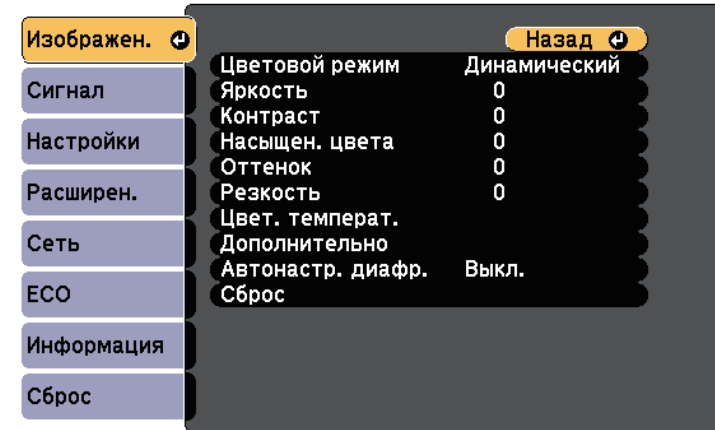 Изображен.
Сигнал
Настройки
Расширен.
Сеть
ECO
Информация
Сброс
Назад
Цветовой режим Динамический
Яркость 0
Контраст 0
Насыщен. цвета 0
Оттенок 0
Резкость 0
Цвет. температ.
Дополнительно
Автонастр. диафр. Выкл.
Сброс